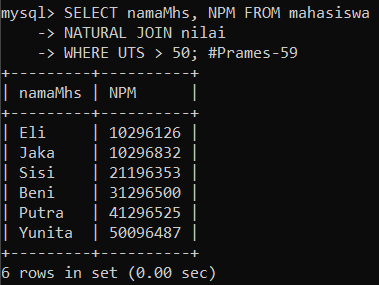 mysql> SELECT namaMhs, NPM FROM mahasiswa
    -> NATURAL JOIN nilai
    -> WHERE UTS > 50; #Prames-59
+---------+----------+
| namaMhs | NPM      |
+---------+----------+
| Eli     | 10296126 |
| Jaka    | 10296832 |
| Sisi    | 21196353 |
| Beni    | 31296500 |
| Putra   | 41296525 |
| Yunita  | 50096487 |
+---------+----------+
6 rows in set (0.00 sec)